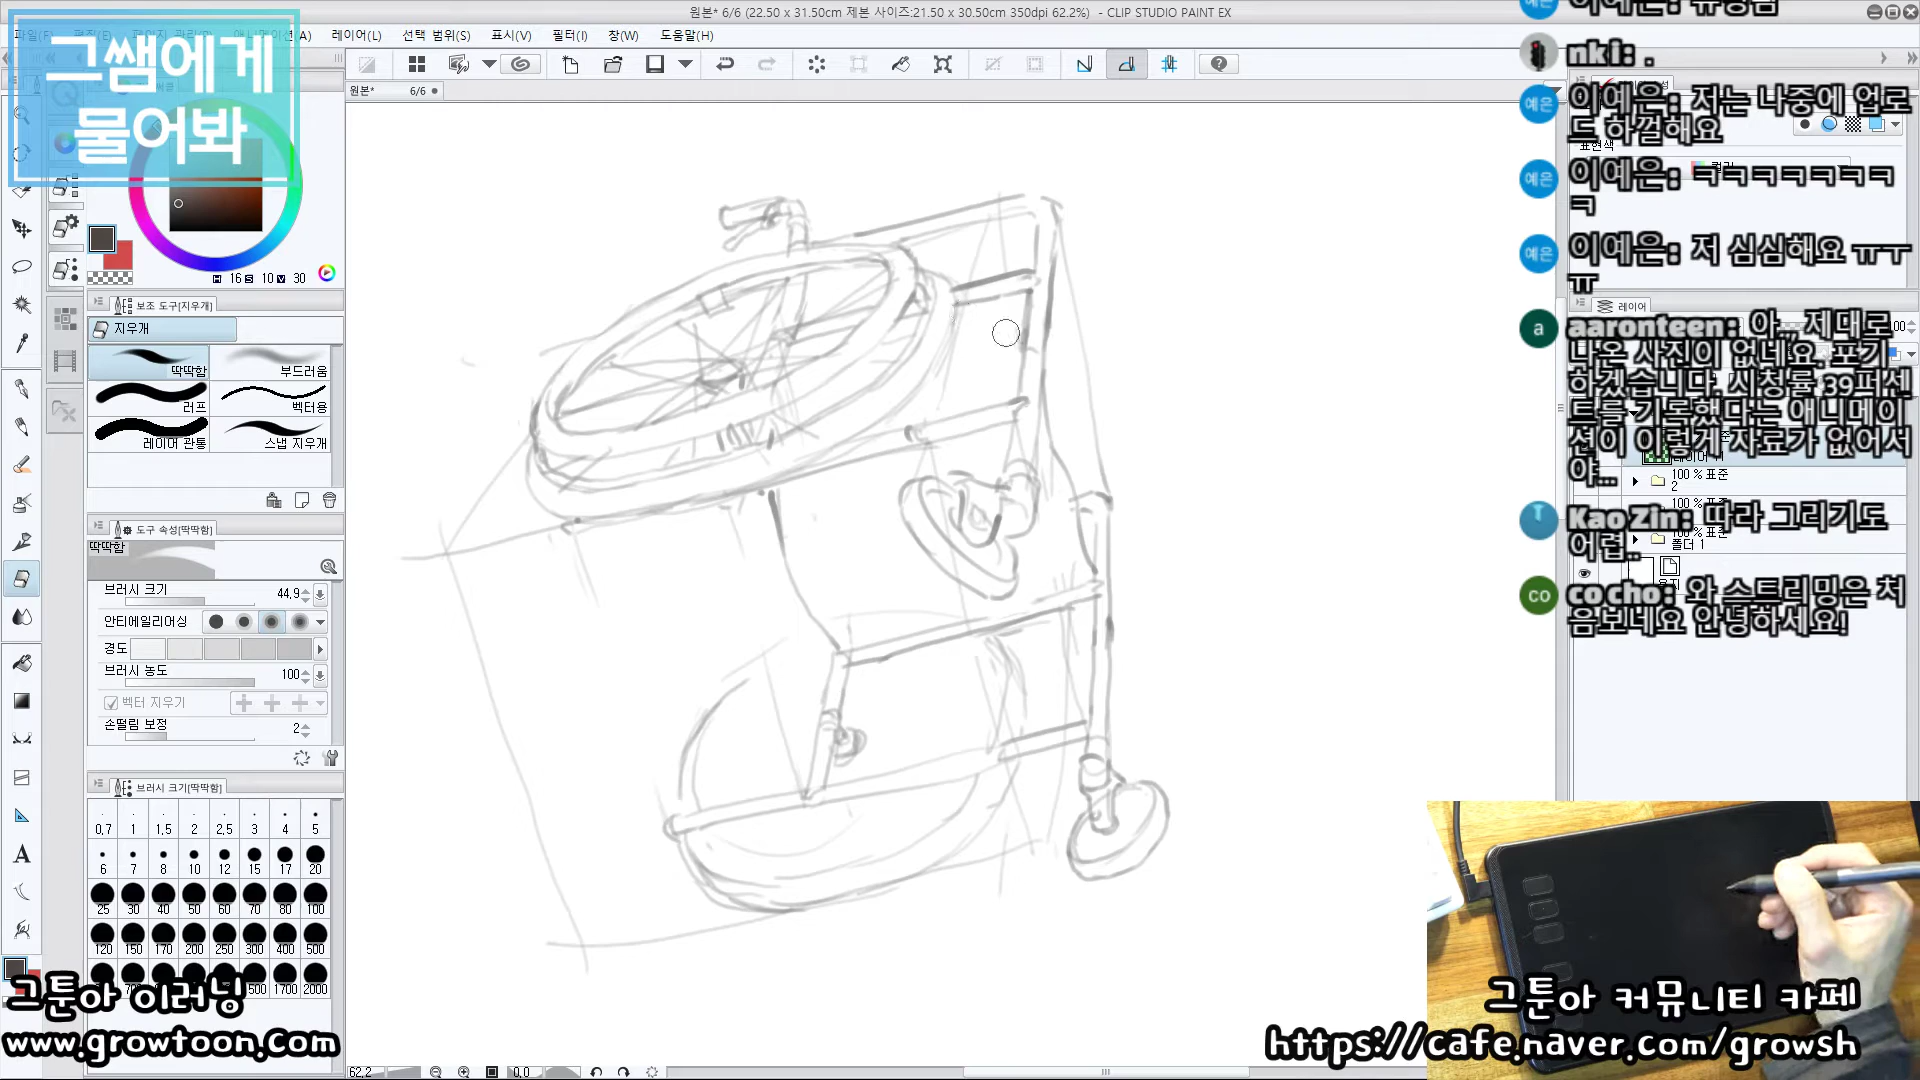 원본* 6/6 (22.50 x 31.50cm 제본 사이즈:21.50 x 30.50cm 350dpi 62.2%) - CLIP STUDIO PAINT EX
레이어(L) 선택 범위(S) 표시(V) 필터(I) 창(W) 도움말(H)
그쌤에게
물어봐
원본* 6/6
H 16 S 10 V 30
보조 도구[지우개]
지우개
딱딱함 부드러움
러프 벡터용
레이어 관통 스냅 지우개
도구 속성[딱딱함]
딱딱함
브러시 크기 44.9
안티에일리어싱
경도
브러시 농도 100
벡터 지우기
손떨림 보정 2
브러시 크기[딱딱함]
0.7 1 1.5 2 2.5 3 4 5
6 7 8 10 12 15 17 20
25 30 40 50 60 70 80 100
120 150 170 200 250 300 400 500
1700 2000
그툰아 이러닝
www.growtoon.Com
62.2 0.0
nki: .
예은 이예은: 저는 나중에 업로
드 하껄해요
표현색
예은 이예은: ㅋㅋㅋㅋㅋㅋㅋ
ㅋ
예은 이예은: 저 심심해요 ㅠㅜ
ㅠ
레이어
a aaronteen: 아... 제대로
나온 사진이 없네요. 포기
하겠습니다. 시청률 39퍼센
트를 기록했다는 애니메이
션이 이렇게 자료가 없어서
야...
100 % 표준
2
Kao Zin: 따라 그리기도
어렵..
100 % 표준
폴더 1
co co cho: 와 스트리밍은 처
음보네요 안녕하세요!
그툰아 커뮤니티 카페
https://cafe.naver.com/growsh